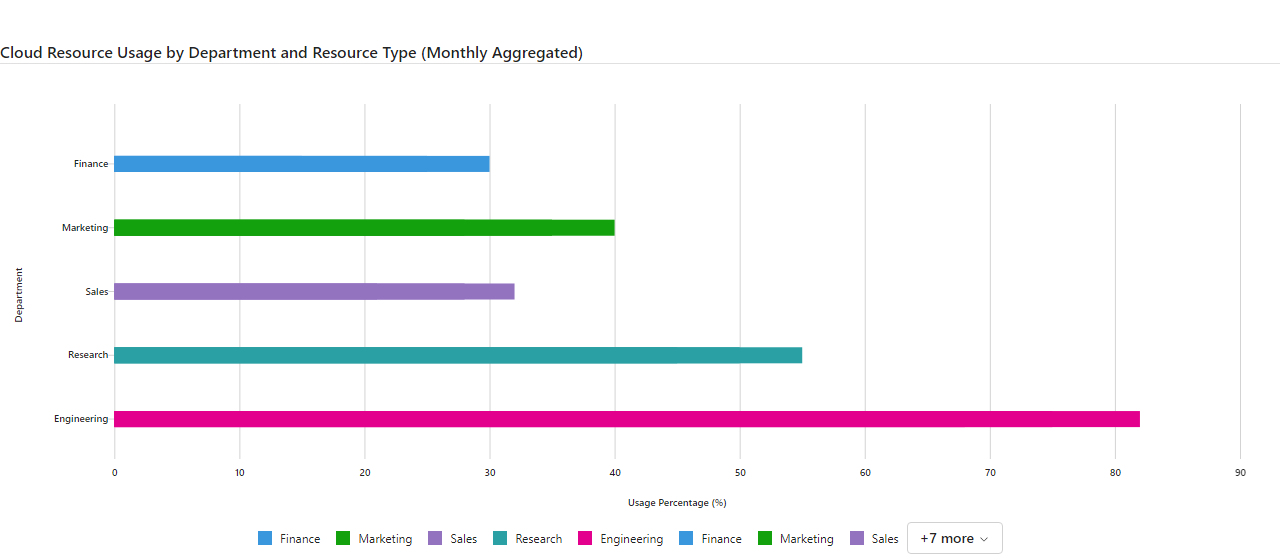 Cloud Resource Usage by Department and Resource Type (Monthly Aggregated)
Department
Finance
Marketing
Sales
Research
Engineering
0 10 20 30 40 50 60 70 80 90
Usage Percentage (%)
Finance Marketing Sales Research Engineering Finance Marketing Sales +7 more